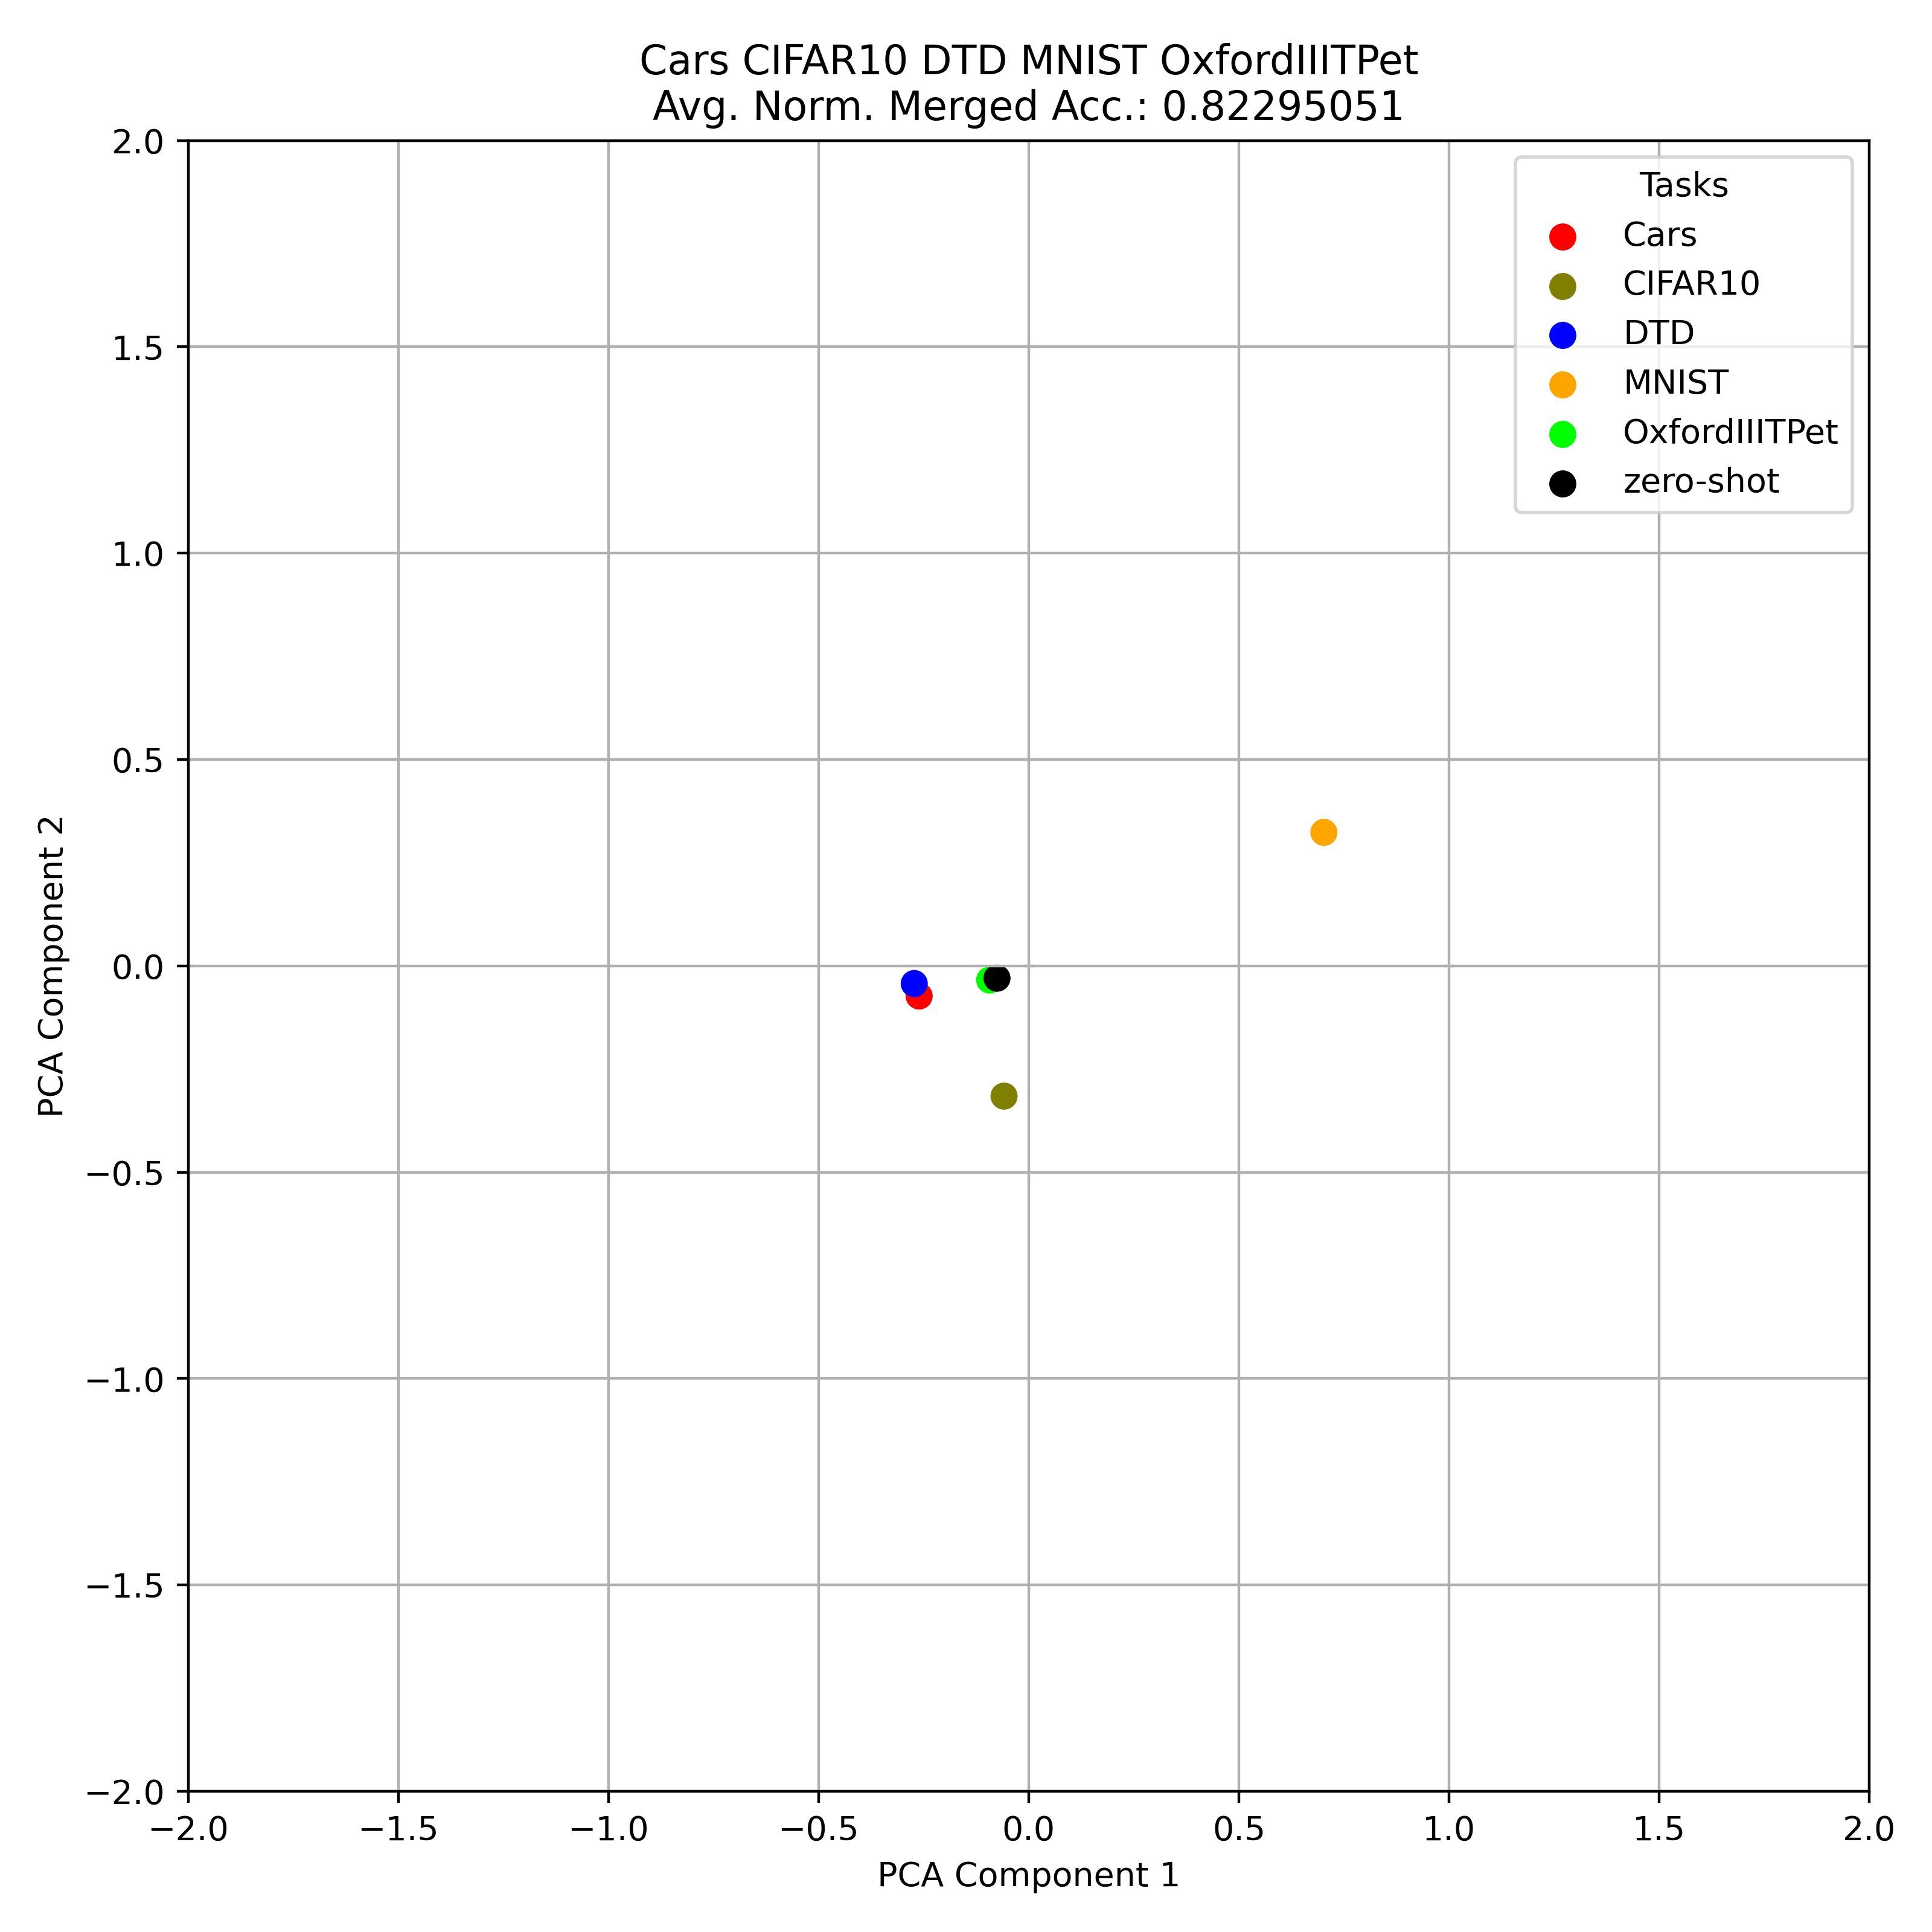 Cars CIFAR10 DTD MNIST OxfordIIITPet
Avg. Norm. Merged Acc.: 0.82295051
Tasks
Cars
CIFAR10
DTD
MNIST
OxfordIIITPet
zero-shot
2.0
1.5
1.0
0.5
0.0
−0.5
−1.0
−1.5
−2.0
PCA Component 2
−2.0 −1.5 −1.0 −0.5 0.0 0.5 1.0 1.5 2.0
PCA Component 1